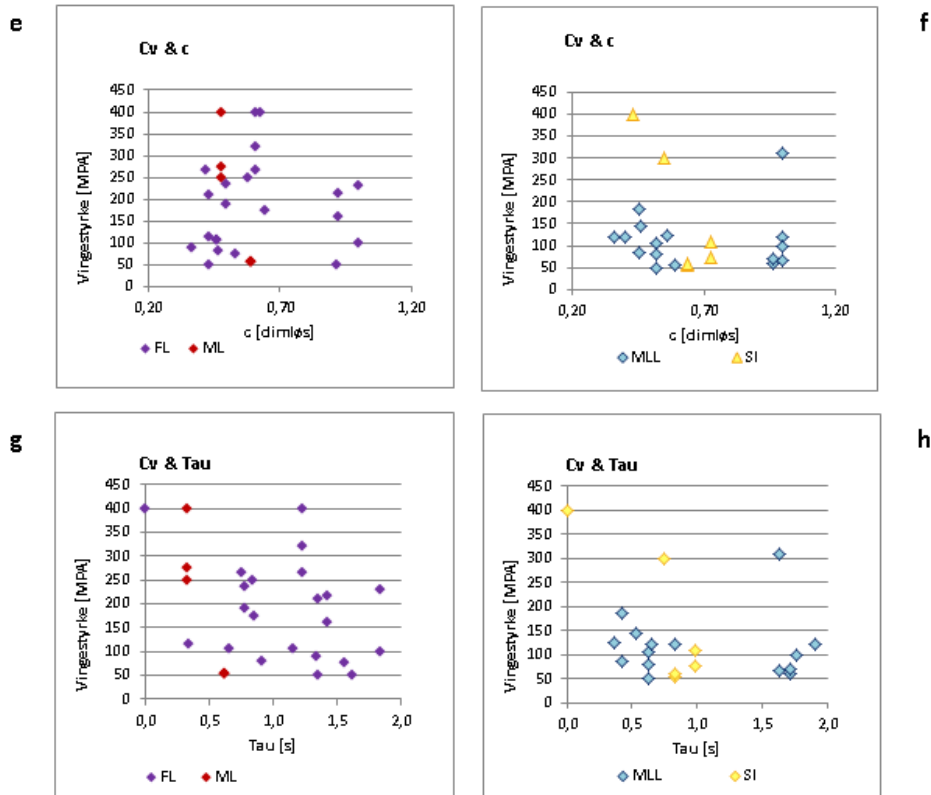 e
Cv & c
450
400
350
300
250
200
150
100
50
0
Vingestyrke [MPA]
0,20 0,70 1,20
c [dimløs]
FL ML
f
Cv & c
450
400
350
300
250
200
150
100
50
0
Vingestyrke [MPA]
0,20 0,70 1,20
c [dimløs]
MLL SI
g
Cv & Tau
450
400
350
300
250
200
150
100
50
0
Vingestyrke [MPA]
0,0 0,5 1,0 1,5 2,0
Tau [s]
FL ML
h
Cv & Tau
450
400
350
300
250
200
150
100
50
0
Vingestyrke [MPA]
0,0 0,5 1,0 1,5 2,0
Tau [s]
MLL SI